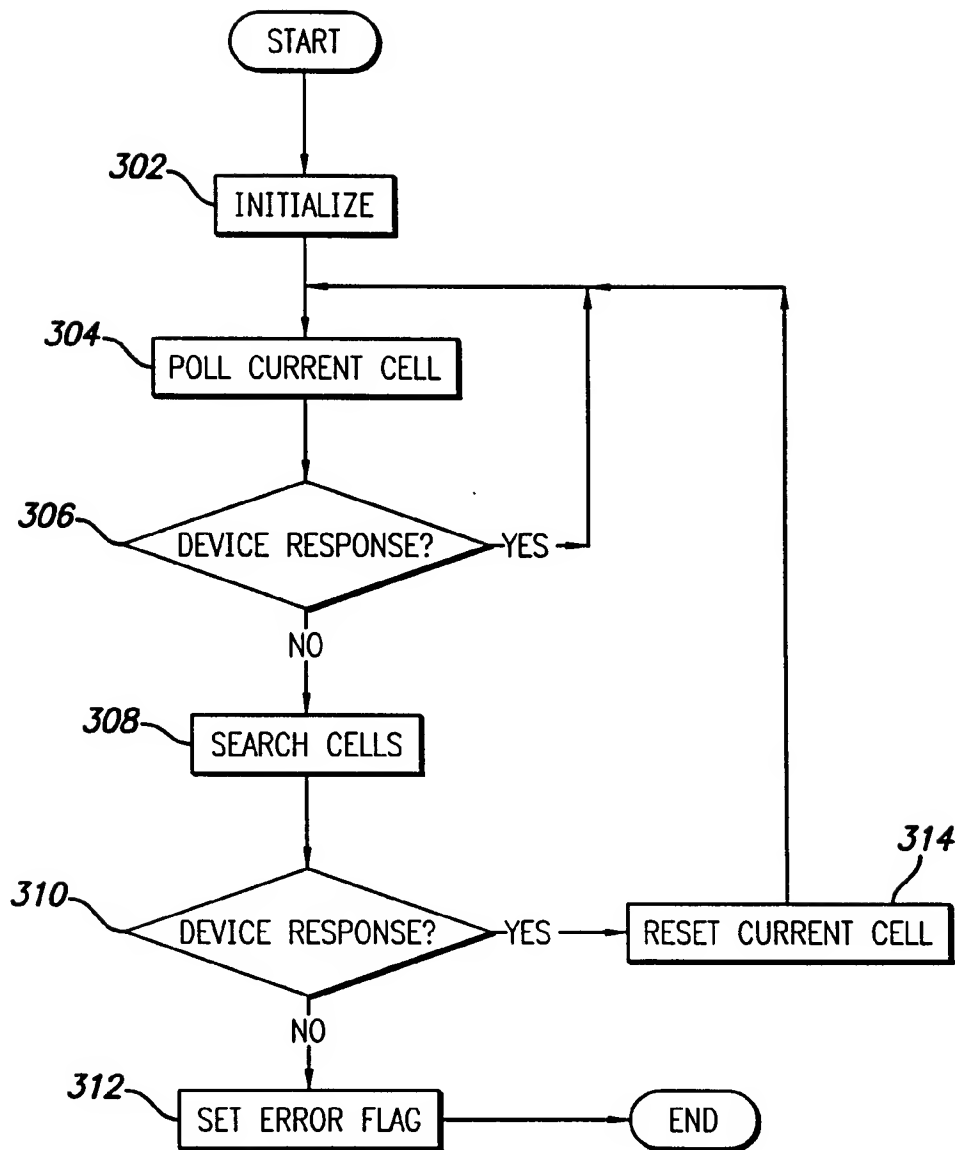 START
302
INITIALIZE
304
POLL CURRENT CELL
306
DEVICE RESPONSE?
YES
NO
308
SEARCH CELLS
310
DEVICE RESPONSE?
YES
314
RESET CURRENT CELL
NO
312
SET ERROR FLAG
END